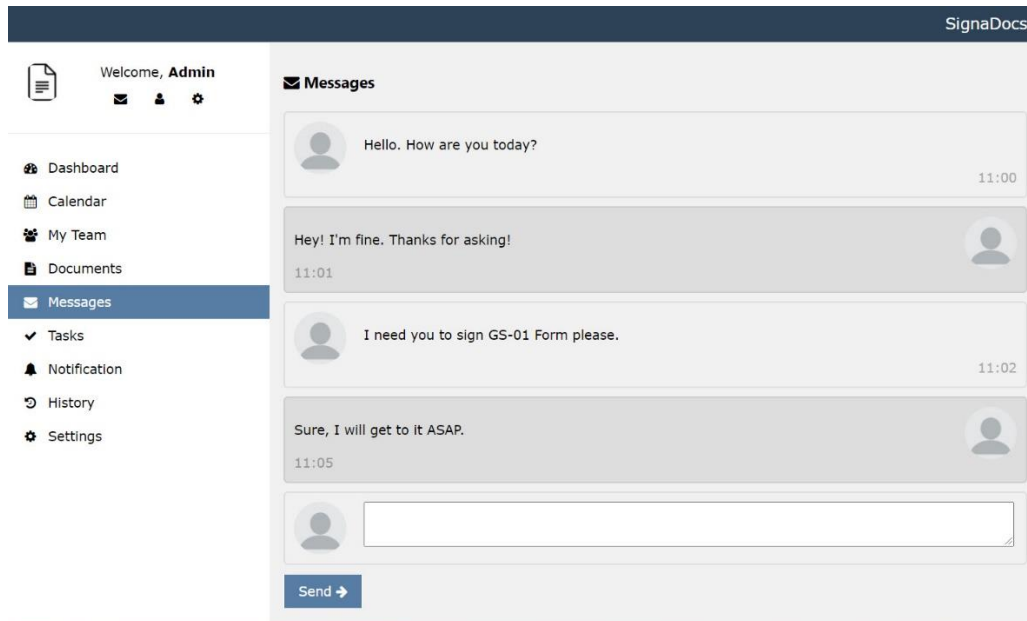 SignaDocs
Welcome, Admin
Dashboard
Calendar
My Team
Documents
Messages
Tasks
Notification
History
Settings
Messages
Hello. How are you today?
11:00
Hey! I'm fine. Thanks for asking!
11:01
I need you to sign GS-01 Form please.
11:02
Sure, I will get to it ASAP.
11:05
Send